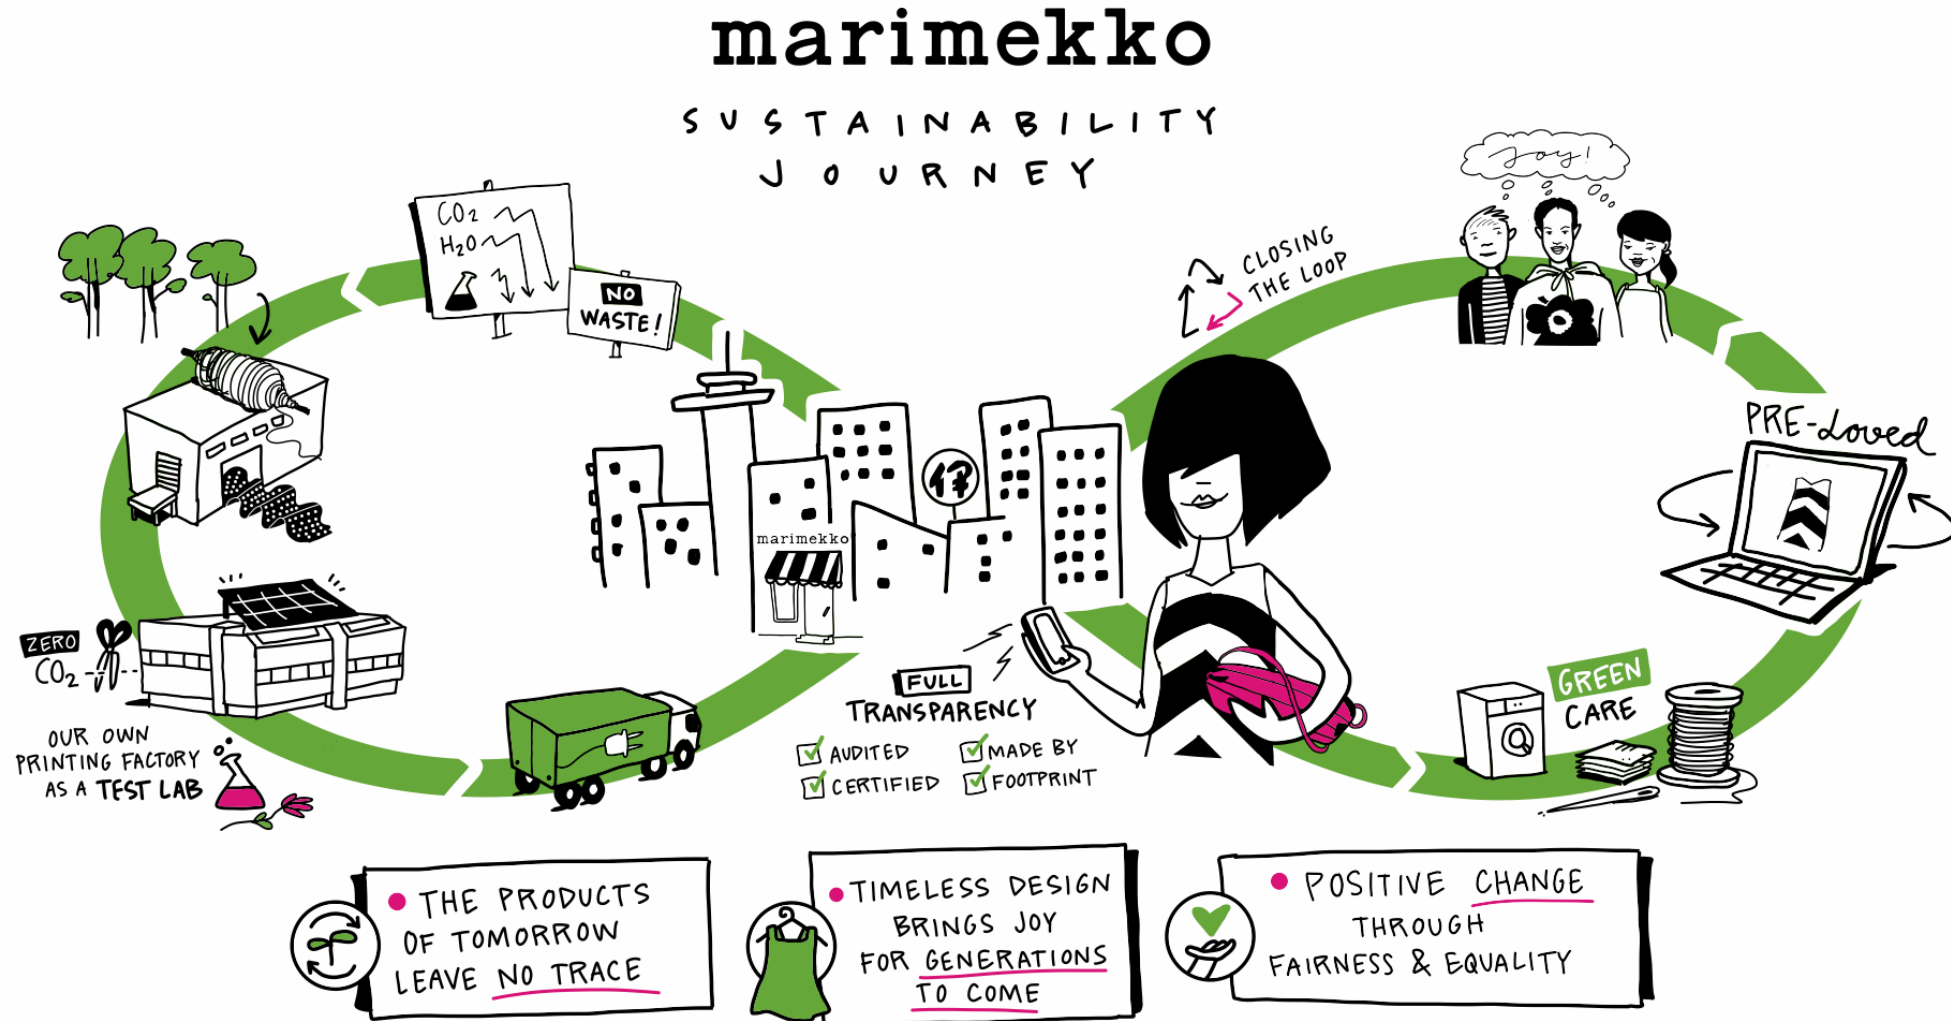 marimekko
SUSTAINABILITY
JOURNEY
joy!
CO2
H2O
NO
WASTE!
CLOSING
THE LOOP
PRE-Loved
marimekko
ZERO
CO2
OUR OWN
PRINTING FACTORY
AS A TEST LAB
FULL
TRANSPARENCY
AUDITED
MADE BY
CERTIFIED
FOOTPRINT
GREEN
CARE
THE PRODUCTS
OF TOMORROW
LEAVE NO TRACE
TIMELESS DESIGN
BRINGS JOY
FOR GENERATIONS
TO COME
POSITIVE CHANGE
THROUGH
FAIRNESS & EQUALITY